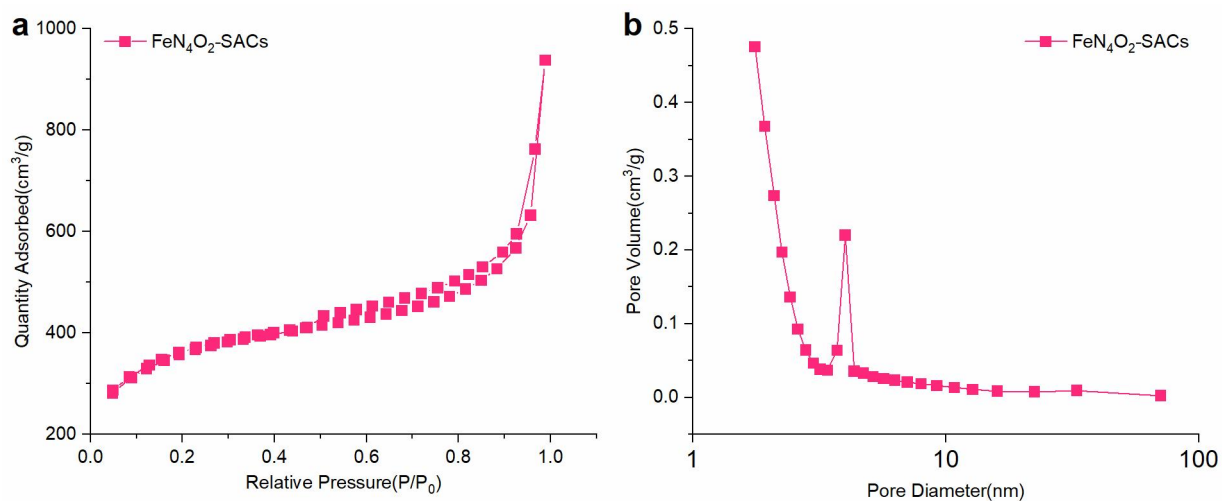 a
FeN₄O₂-SACs
Quantity Adsorbed(cm³/g)
1000
800
600
400
200
0.0 0.2 0.4 0.6 0.8 1.0
Relative Pressure(P/P₀)
b
FeN₄O₂-SACs
Pore Volume(cm³/g)
0.5
0.4
0.3
0.2
0.1
0.0
1 10 100
Pore Diameter(nm)